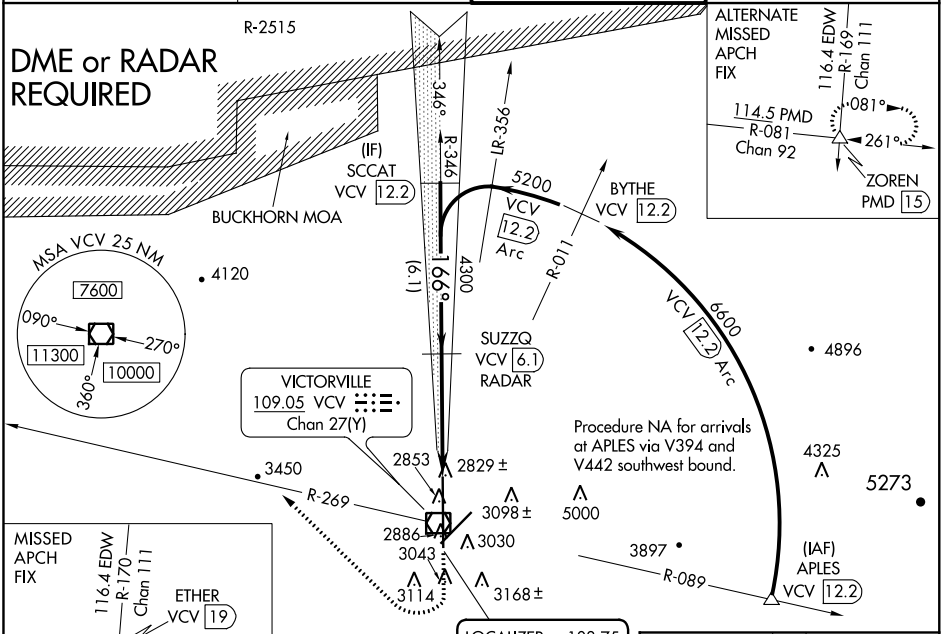 R-2515
DME or RADAR
REQUIRED
ALTERNATE
MISSED
APCH
FIX
116.4 EDW
R-169
Chan 111
114.5 PMD
R-081
Chan 92
081°
261°
ZOREN
PMD 15
BUCKHORN MOA
(IF)
SCCAT
VCV 12.2
346°
R-346
LR-356
5200
VCV
12.2
Arc
BYTHE
VCV 12.2
R-011
166°
4300
(6.1)
6600
VCV 12.2 Arc
MSA VCV 25 NM
7600
090°
270°
11300
10000
360°
4120
4896
SUZZQ
VCV 6.1
RADAR
VICTORVILLE
109.05 VCV
Chan 27(Y)
Procedure NA for arrivals
at APLES via V394 and
V442 southwest bound.
4325
5273
3450
R-269
2853
2829 ±
3098 ±
5000
2886
3030
3043
3114
3168 ±
3897
R-089
(IAF)
APLES
VCV 12.2
MISSED
APCH
FIX
116.4 EDW
R-170
Chan 111
ETHER
VCV 19